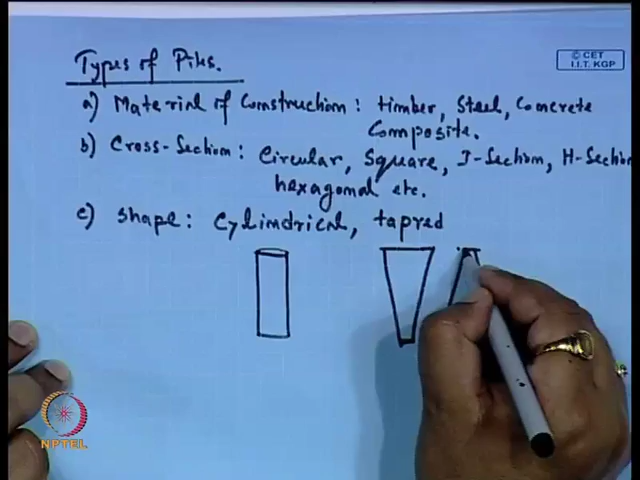 Types of Piles.
© CET
I.I.T. KGP
a) Material of Construction : timber, Steel, Concrete
Composite.
b) Cross-Section : Circular, Square, I-Section, H-Section
hexagonal etc.
c) Shape : Cylindrical, tapred
NPTEL